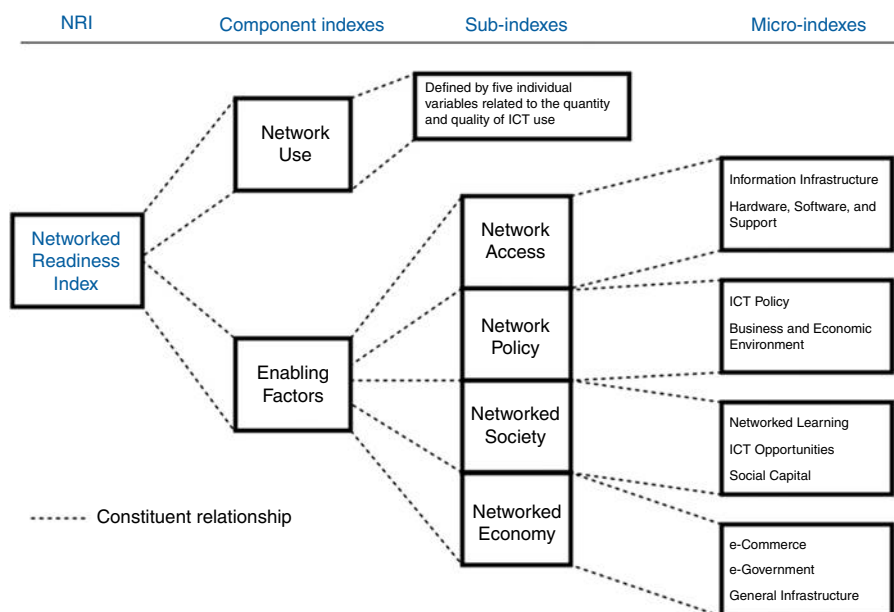 NRI
Component indexes
Sub-indexes
Micro-indexes
Network
Use
Defined by five individual
variables related to the quantity
and quality of ICT use
Networked
Readiness
Index
Enabling
Factors
Network
Access
Network
Policy
Networked
Society
Networked
Economy
Information Infrastructure
Hardware, Software, and
Support
ICT Policy
Business and Economic
Environment
Networked Learning
ICT Opportunities
Social Capital
e-Commerce
e-Government
General Infrastructure
Constituent relationship